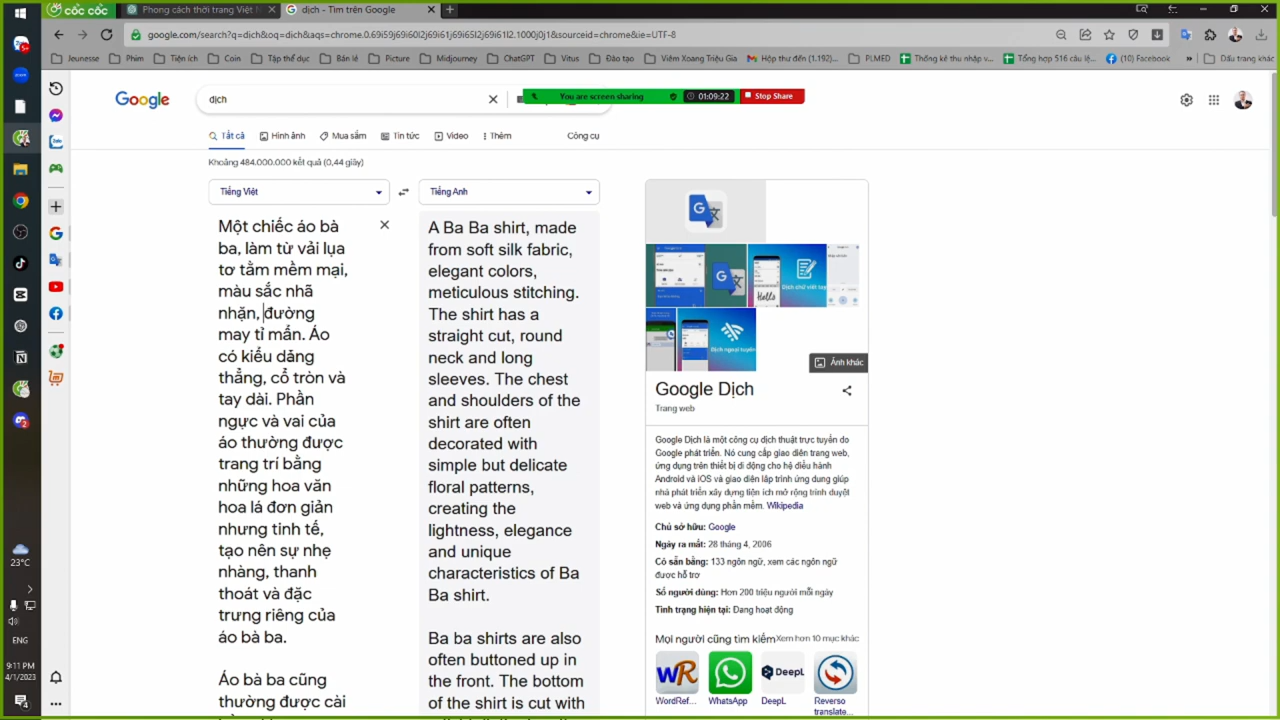 cốc cốc
Phong cách thời trang Việt N
dịch - Tìm trên Google
google.com/search?q=dịch&oq=dịch&aqs=chrome.0.69i59j69i60l2j69i61j69i65l2j69i61l2.1000j0j1&sourceid=chrome&ie=UTF-8
Jeunesse
Phim
Tiện ích
Coin
Tập thể dục
Bán lẻ
Picture
Midjourney
ChatGPT
Vitus
Đào tạo
Viêm Xoang Triệu Gia
Hộp thư đến (1.192)...
PLMED
Thống kê thu nhập v...
Tổng hợp 516 câu lệ...
(10) Facebook
Dấu trang khác
Google
dịch
You are screen sharing
01:09:22
Stop Share
Tất cả
Hình ảnh
Mua sắm
Tin tức
Video
Thêm
Công cụ
Khoảng 484.000.000 kết quả (0,44 giây)
Tiếng Việt
Tiếng Anh
Một chiếc áo bà
ba, làm từ vải lụa
tơ tằm mềm mại,
màu sắc nhã
nhặn, đường
may tỉ mẩn. Áo
có kiểu dáng
thẳng, cổ tròn và
tay dài. Phần
ngực và vai của
áo thường được
trang trí bằng
những hoa văn
hoa lá đơn giản
nhưng tinh tế,
tạo nên sự nhẹ
nhàng, thanh
thoát và đặc
trưng riêng của
áo bà ba.
Áo bà ba cũng
thường được cài
A Ba Ba shirt, made
from soft silk fabric,
elegant colors,
meticulous stitching.
The shirt has a
straight cut, round
neck and long
sleeves. The chest
and shoulders of the
shirt are often
decorated with
simple but delicate
floral patterns,
creating the
lightness, elegance
and unique
characteristics of Ba
Ba shirt.
Ba ba shirts are also
often buttoned up in
the front. The bottom
of the shirt is cut with
Hello
Dịch chữ viết tay
Dịch ngoại tuyến
Ảnh khác
Google Dịch
Trang web
Google Dịch là một công cụ dịch thuật trực tuyến do
Google phát triển. Nó cung cấp giao diện trang web,
ứng dụng trên thiết bị di động cho hệ điều hành
Android và iOS và giao diện lập trình ứng dụng giúp
nhà phát triển xây dựng tiện ích mở rộng trình duyệt
web và ứng dụng phần mềm. Wikipedia
Chủ sở hữu: Google
Ngày ra mắt: 28 tháng 4, 2006
Có sẵn bằng: 133 ngôn ngữ, xem các ngôn ngữ
được hỗ trợ
Số người dùng: Hơn 200 triệu người mỗi ngày
Tình trạng hiện tại: Đang hoạt động
Mọi người cũng tìm kiếm
Xem hơn 10 mục khác
WR
DeepL
WordRef...
WhatsApp
DeepL
Reverso
translate...
23°C
ENG
9:11 PM
4/1/2023